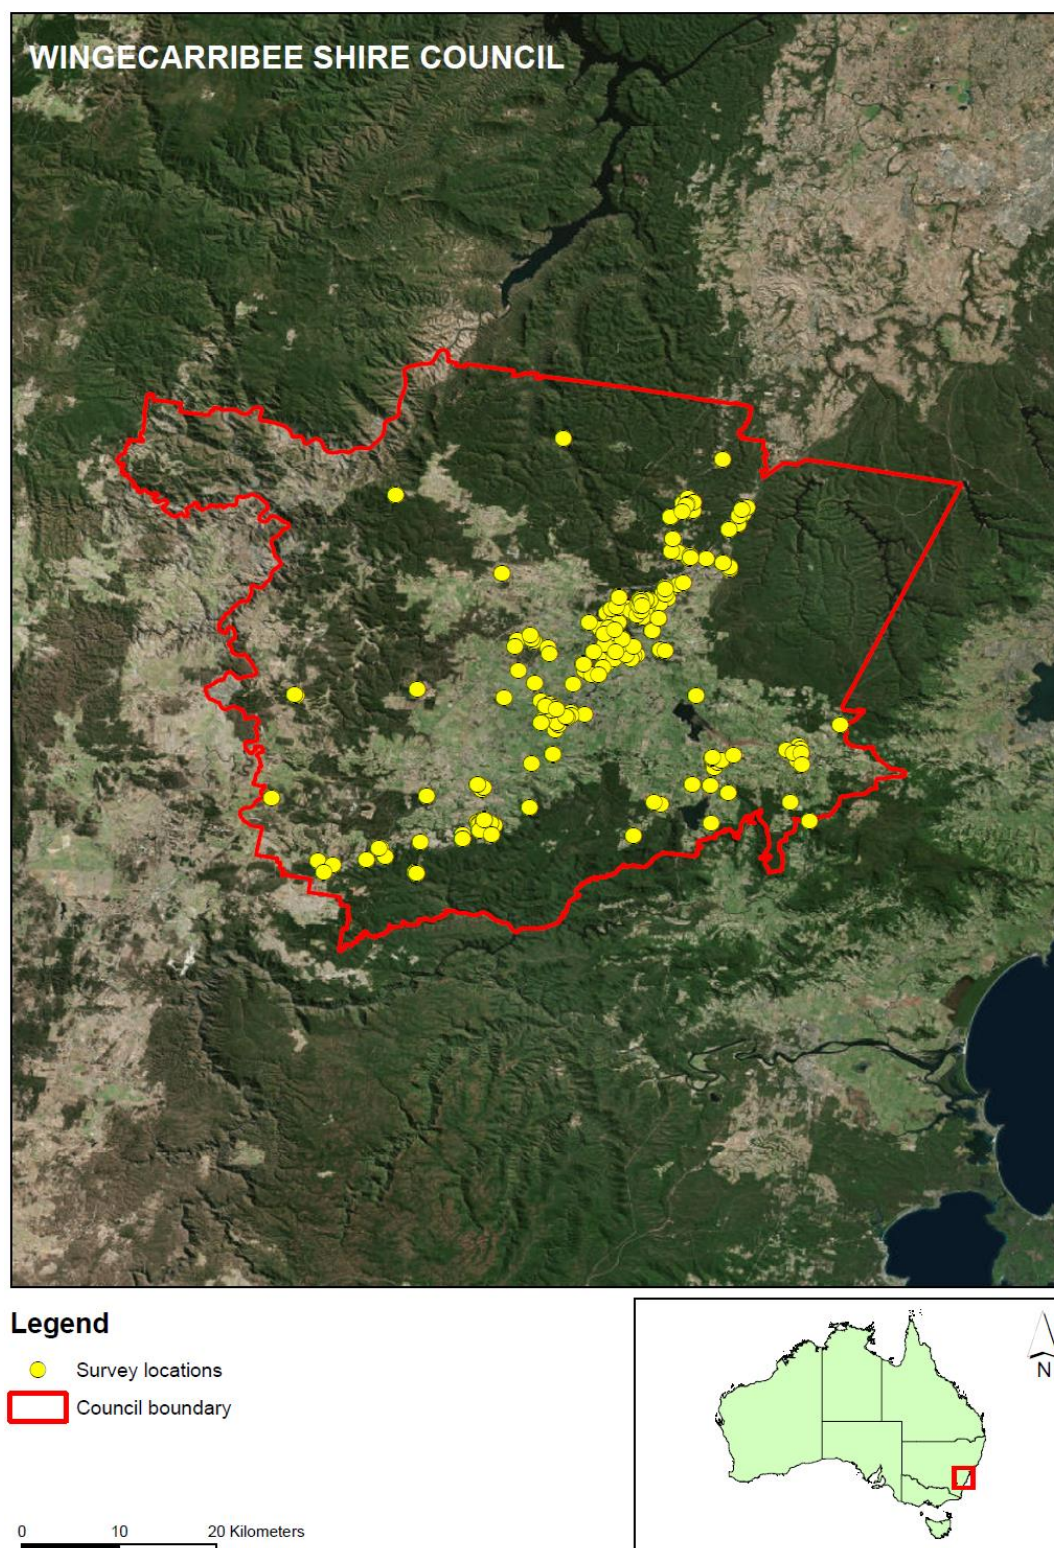 WINGECARRIBEE SHIRE COUNCIL
Legend
Survey locations
Council boundary
0 10 20 Kilometers
N